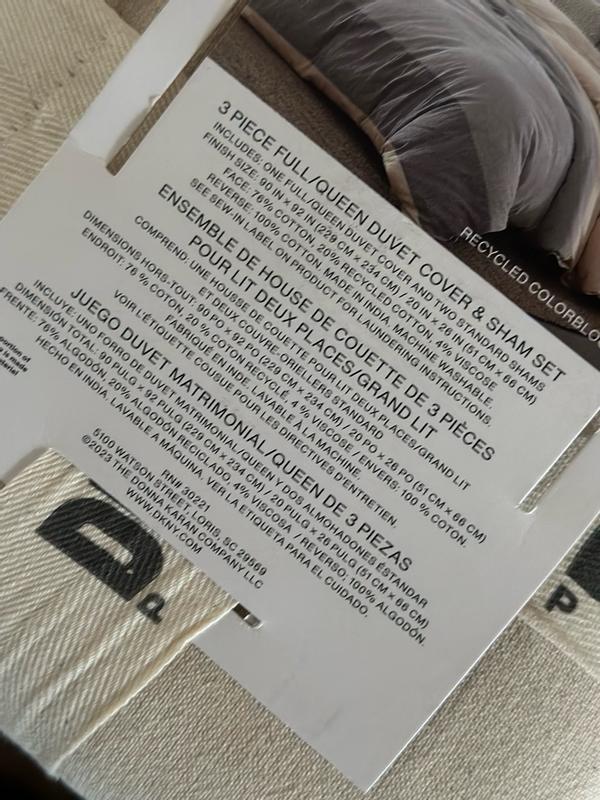 RECYCLED COLORBLO
3 PIECE FULL/QUEEN DUVET COVER & SHAM SET
INCLUDES: ONE FULL/QUEEN DUVET COVER AND TWO STANDARD SHAMS
FINISH SIZE: 90 IN x 92 IN (229 CM x 234 CM) / 20 IN x 26 IN (51 CM x 66 CM)
FACE: 76% COTTON, 20% RECYCLED COTTON, 4% VISCOSE
REVERSE: 100% COTTON. MADE IN INDIA. MACHINE WASHABLE.
SEE SEW-IN LABEL ON PRODUCT FOR LAUNDERING INSTRUCTIONS.
ENSEMBLE DE HOUSE DE COUETTE DE 3 PIÈCES
POUR LIT DEUX PLACES/GRAND LIT
COMPREND: UNE HOUSSE DE COUETTE POUR LIT DEUX PLACES/GRAND LIT
ET DEUX COUVRE-ORIELLERS STANDARD
DIMENSIONS HORS-TOUT: 90 PO x 92 PO (229 CM x 234 CM) / 20 PO x 26 PO (51 CM x 66 CM)
ENDROIT: 76 % COTON, 20 % COTON RECYCLÉ, 4 % VISCOSE / ENVERS: 100 % COTON.
FABRIQUÉ EN INDE. LAVABLE À LA MACHINE.
VOIR L'ÉTIQUETTE COUSUE POUR LES DIRECTIVES D'ENTRETIEN.
JUEGO DUVET MATRIMONIAL/QUEEN DE 3 PIEZAS
INCLUYE: UNO FORRO DE DUVET MATRIMONIAL/QUEEN Y DOS ALMOHADONES ÉSTANDAR
DIMENSIÓN TOTAL: 90 PULG x 92 PULG (229 CM x 234 CM) / 20 PULG x 26 PULG (51 CM x 66 CM)
FRENTE: 76% ALGODÓN, 20% ALGODÓN RECICLADO, 4% VISCOSA / REVERSO: 100% ALGODÓN.
HECHO EN INDIA. LAVABLE A MAQUINA. VER LA ETIQUETA PARA EL CUIDADO.
RN# 30221
5100 WATSON STREET, LORIS, SC 29569
©2023 THE DONNA KARAN COMPANY LLC
WWW.DKNY.COM
portion of
is made
material
D
P